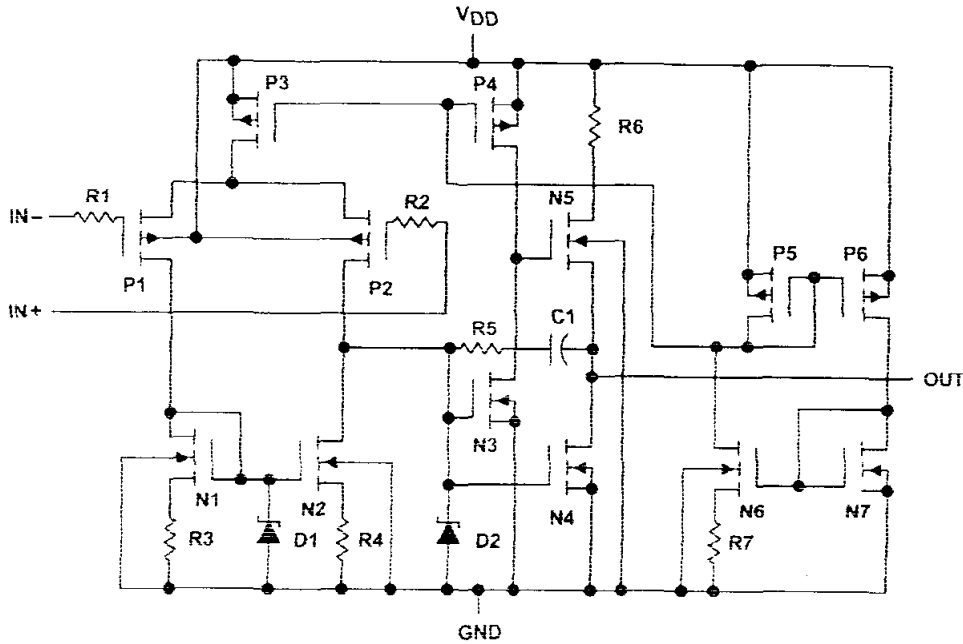 VDD
P3
P4
R6
R1
R2
N5
IN–
P5
P6
P1
P2
IN+
R5
C1
OUT
N3
N1
N2
N4
N6
N7
R3
D1
R4
D2
R7
GND